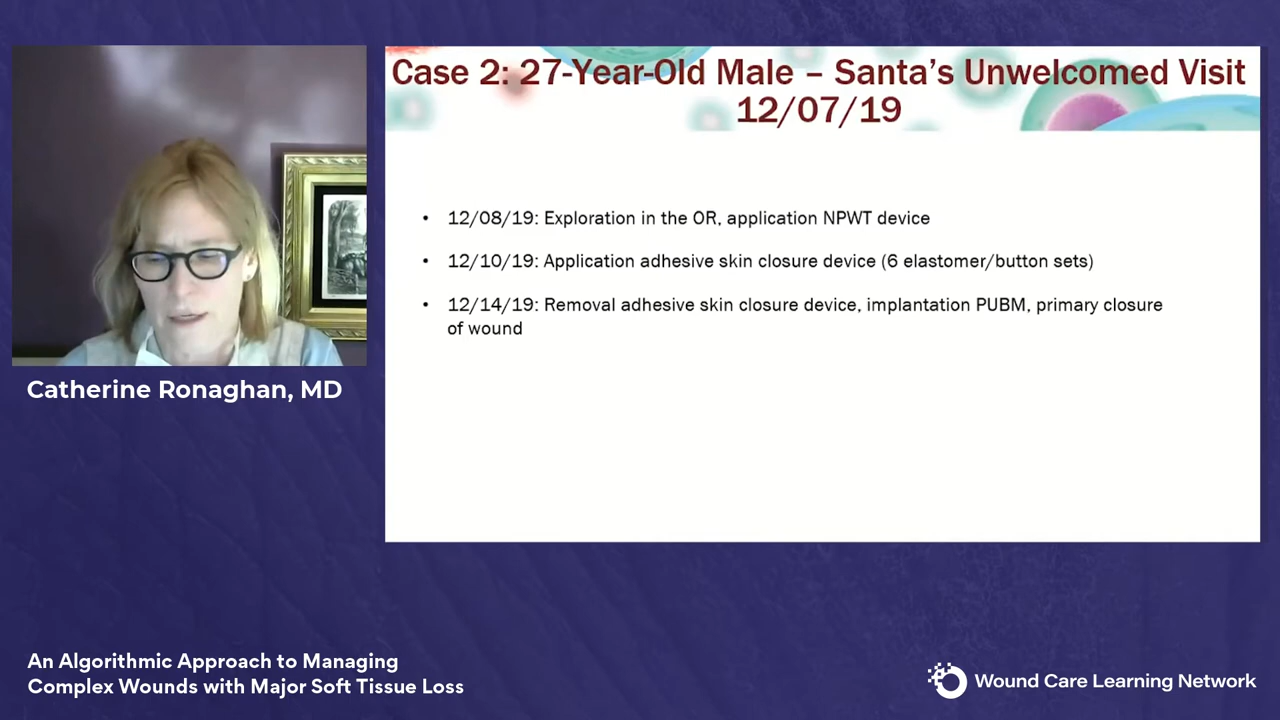 Case 2: 27-Year-Old Male – Santa's Unwelcomed Visit
12/07/19
• 12/08/19: Exploration in the OR, application NPWT device
• 12/10/19: Application adhesive skin closure device (6 elastomer/button sets)
• 12/14/19: Removal adhesive skin closure device, implantation PUBM, primary closure
of wound
Catherine Ronaghan, MD
An Algorithmic Approach to Managing
Complex Wounds with Major Soft Tissue Loss
Wound Care Learning Network